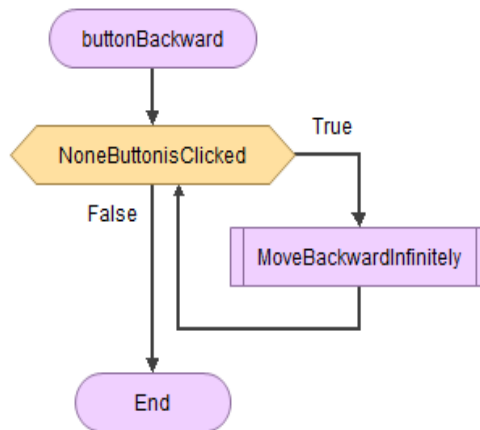 buttonBackward
NoneButtonisClicked
True
False
MoveBackwardInfinitely
End